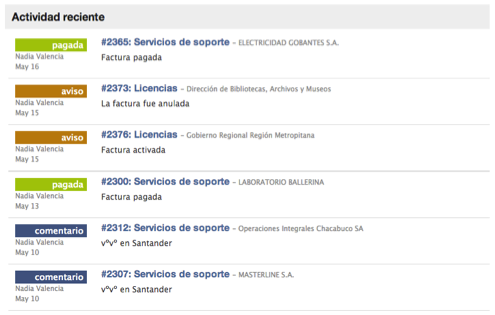 Actividad reciente
pagada #2365: Servicios de soporte - ELECTRICIDAD GOBANTES S.A.
Nadia Valencia Factura pagada
May 16
aviso #2373: Licencias - Dirección de Bibliotecas, Archivos y Museos
Nadia Valencia La factura fue anulada
May 15
aviso #2376: Licencias - Gobierno Regional Región Metropitana
Nadia Valencia Factura activada
May 15
pagada #2300: Servicios de soporte - LABORATORIO BALLERINA
Nadia Valencia Factura pagada
May 13
comentario #2312: Servicios de soporte - Operaciones Integrales Chacabuco SA
Nadia Valencia vºvº en Santander
May 10
comentario #2307: Servicios de soporte - MASTERLINE S.A.
Nadia Valencia vºvº en Santander
May 10